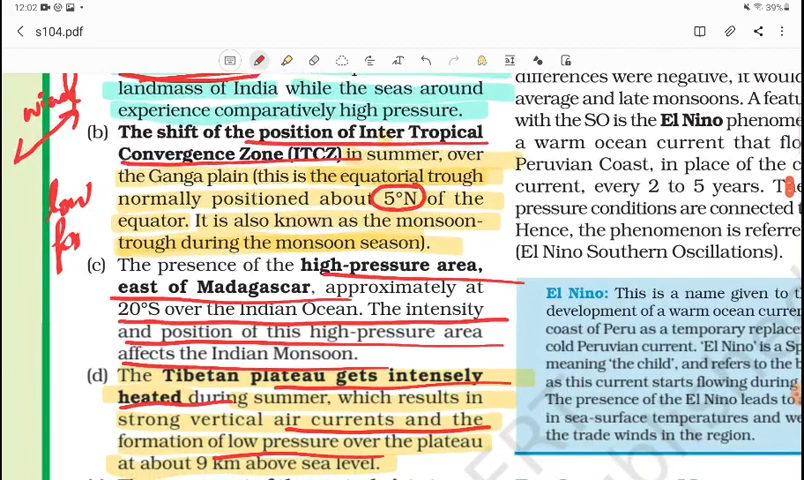 12:02
39%
s104.pdf
landmass of India while the seas around
experience comparatively high pressure.
(b) The shift of the position of Inter Tropical
Convergence Zone (ITCZ) in summer, over
the Ganga plain (this is the equatorial trough
normally positioned about 5°N of the
equator. It is also known as the monsoon-
trough during the monsoon season).
(c) The presence of the high-pressure area,
east of Madagascar, approximately at
20°S over the Indian Ocean. The intensity
and position of this high-pressure area
affects the Indian Monsoon.
(d) The Tibetan plateau gets intensely
heated during summer, which results in
strong vertical air currents and the
formation of low pressure over the plateau
at about 9 km above sea level.
wind
low
differences were negative, it would
average and late monsoons. A featu
with the SO is the El Nino phenome
a warm ocean current that flo
Peruvian Coast, in place of the c
current, every 2 to 5 years. The
pressure conditions are connected t
Hence, the phenomenon is referre
(El Nino Southern Oscillations).
El Nino: This is a name given to t
development of a warm ocean curren
coast of Peru as a temporary replace
cold Peruvian current. 'El Nino' is a Sp
meaning 'the child', and refers to the b
as this current starts flowing during
The presence of the El Nino leads to
in sea-surface temperatures and we
the trade winds in the region.